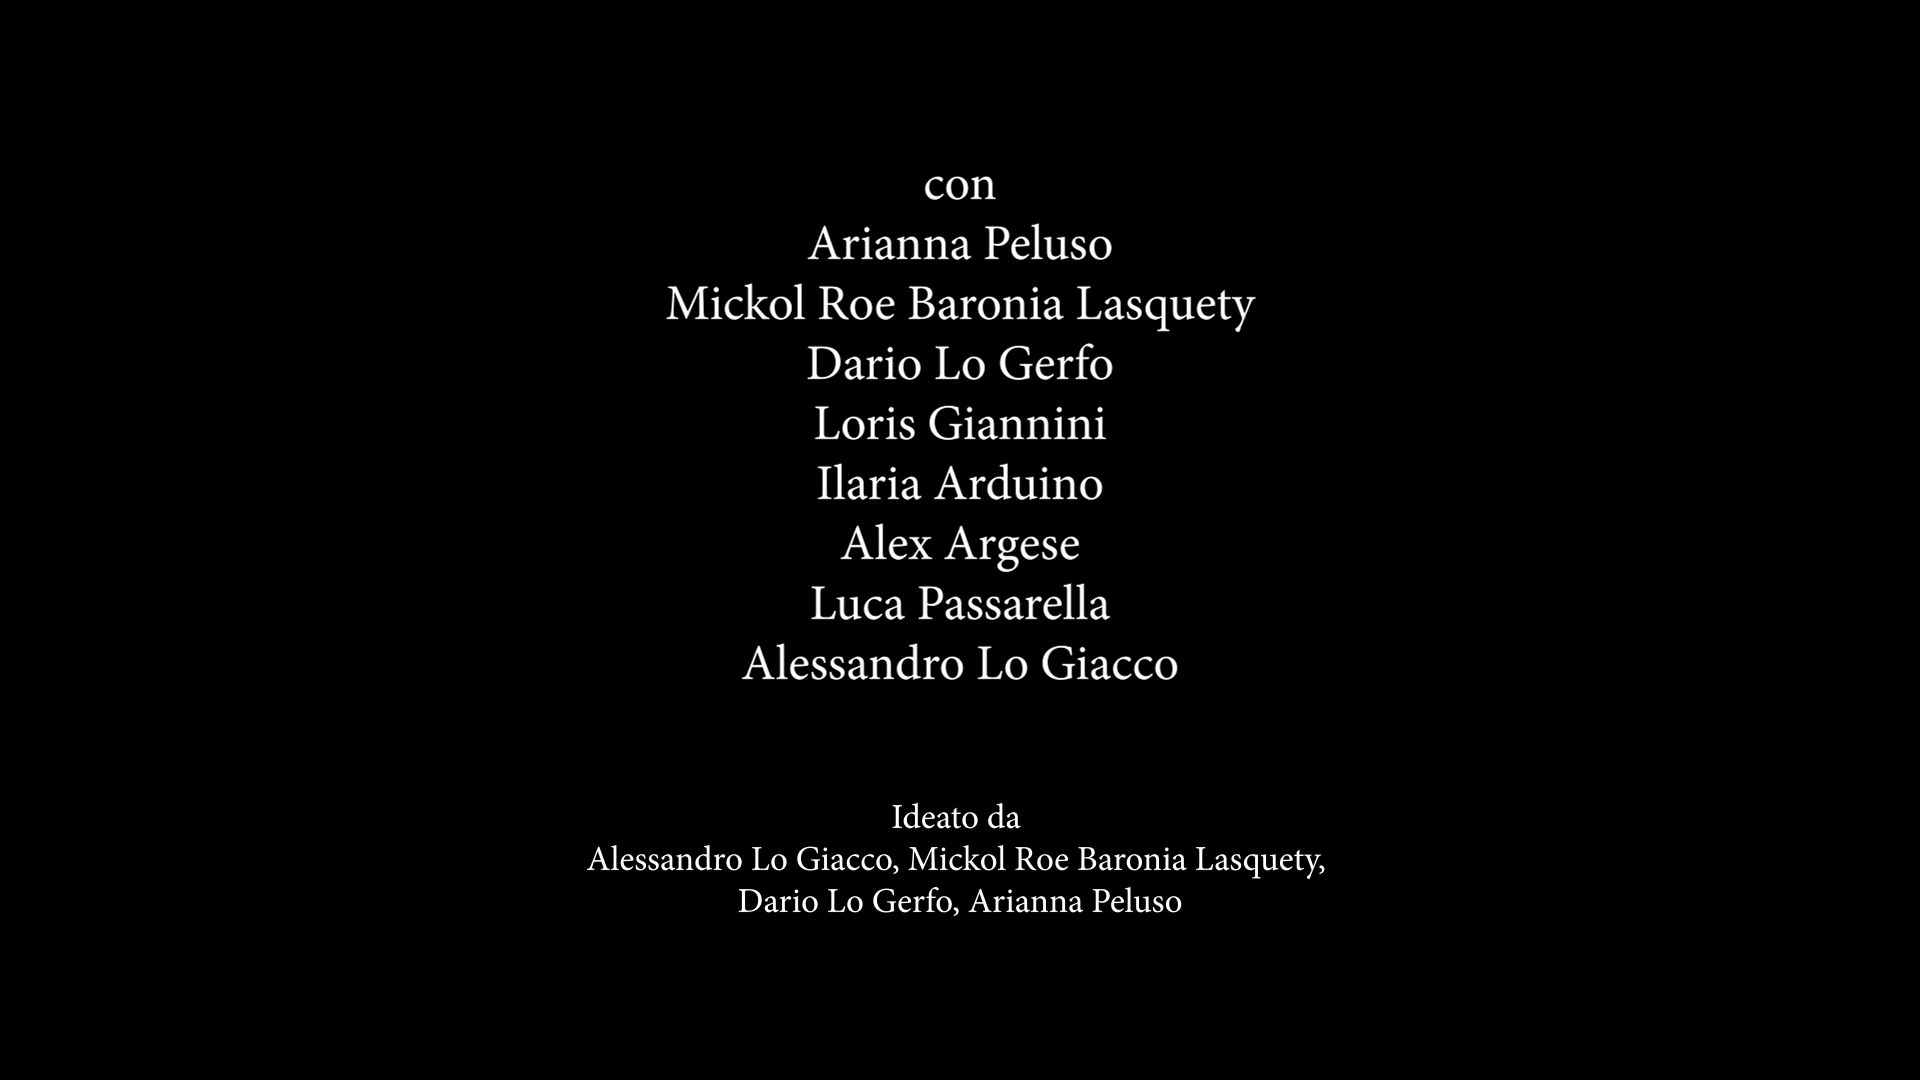 con
Arianna Peluso
Mickol Roe Baronia Lasquety
Dario Lo Gerfo
Loris Giannini
Ilaria Arduino
Alex Argese
Luca Passarella
Alessandro Lo Giacco
Ideato da
Alessandro Lo Giacco, Mickol Roe Baronia Lasquety,
Dario Lo Gerfo, Arianna Peluso